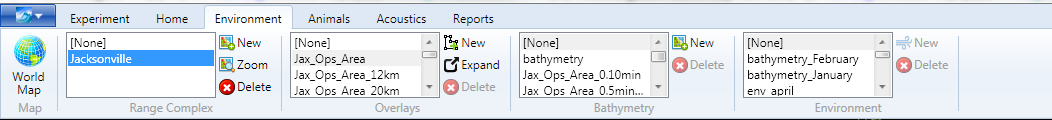 Experiment Home Environment Animals Acoustics Reports
World
Map
Map
[None]
Jacksonville
New
Zoom
Delete
Range Complex
[None]
Jax_Ops_Area
Jax_Ops_Area_12km
Jax_Ops_Area_20km
New
Expand
Delete
Overlays
[None]
bathymetry
Jax_Ops_Area_0.10min
Jax_Ops_Area_0.5min...
New
Delete
Bathymetry
[None]
bathymetry_February
bathymetry_January
env_april
New
Delete
Environment